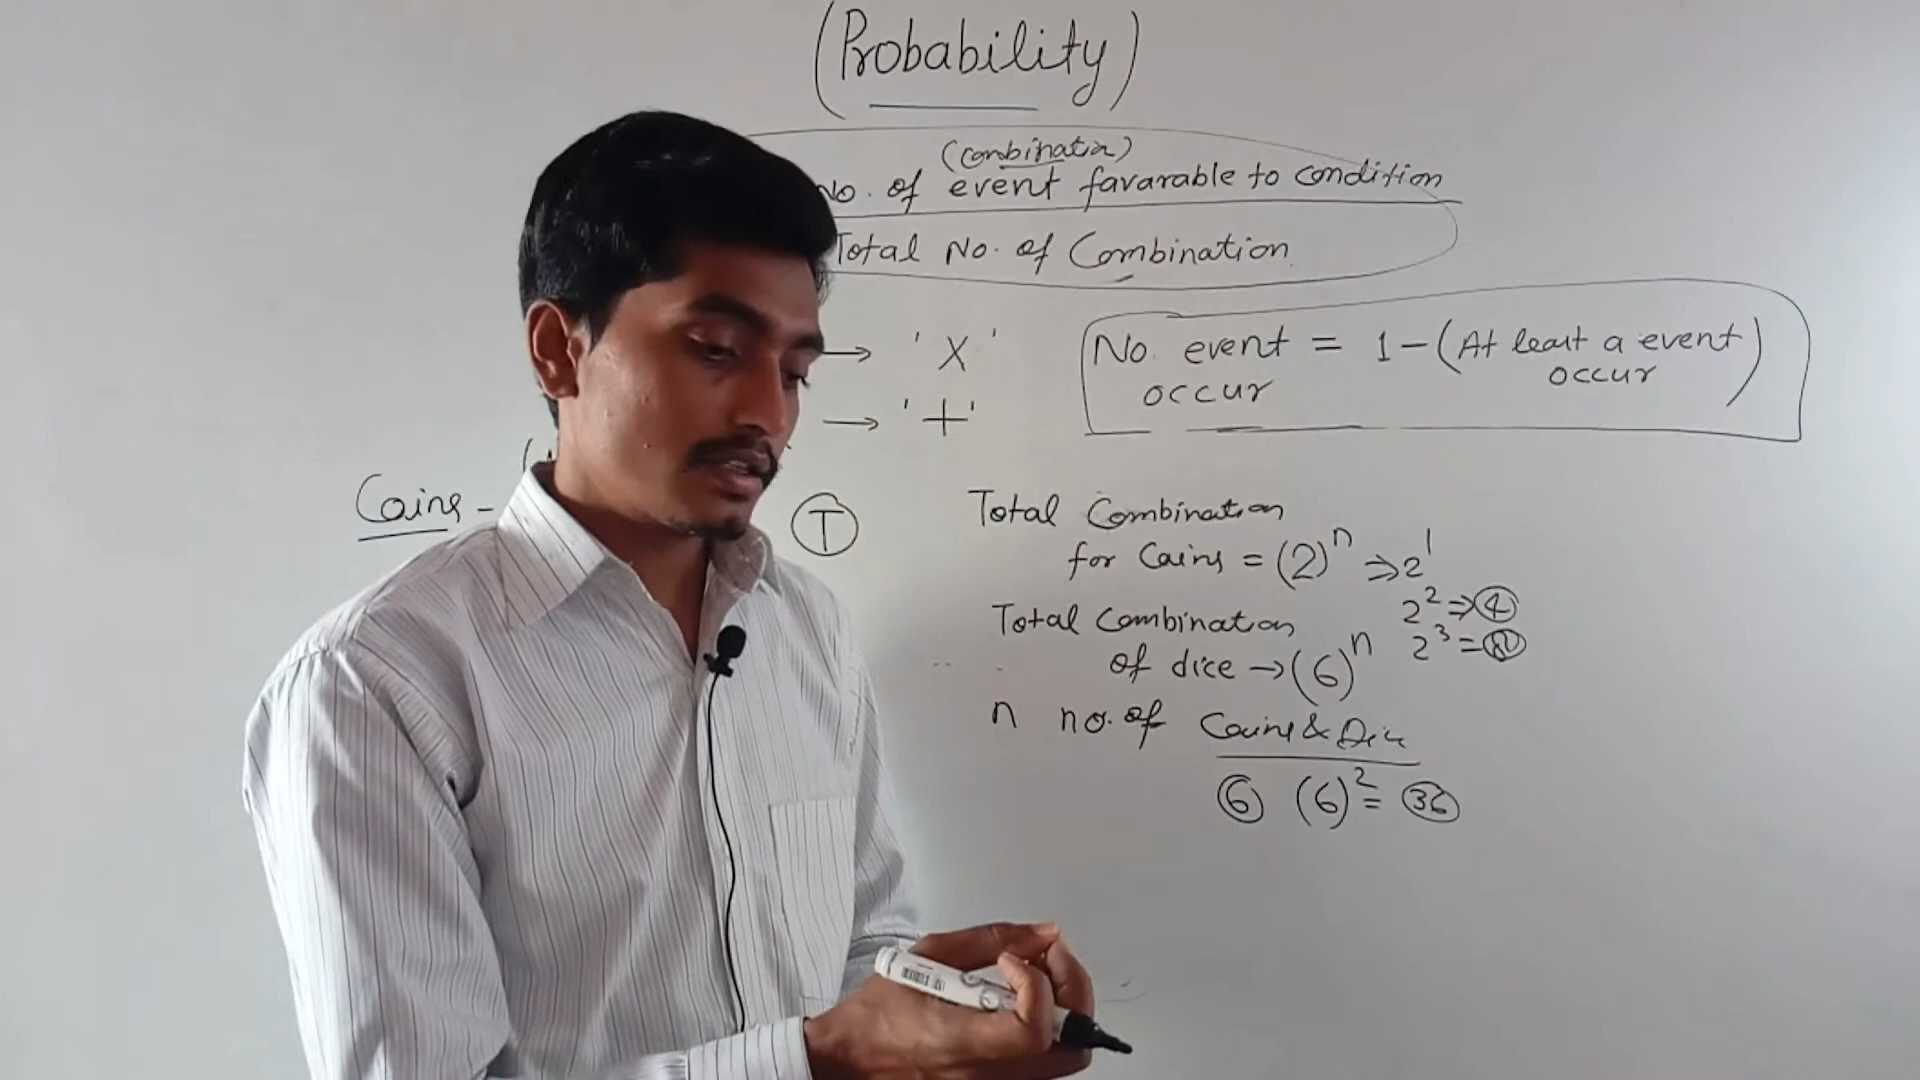 (Probability)
(Combinatin)
No. of event favarable to condition
Total No. of Combination
→ 'X'
→ '+'
No. event = 1-(At least a event)
occur occur
Coins - T
Total Combination
for Coins = (2)^n ⇒ 2^1
2^2 ⇒ 4
Total Combination
2^3 = 8
of dice → (6)^n
n no. of Coins & Dice
6 (6)^2 = 36